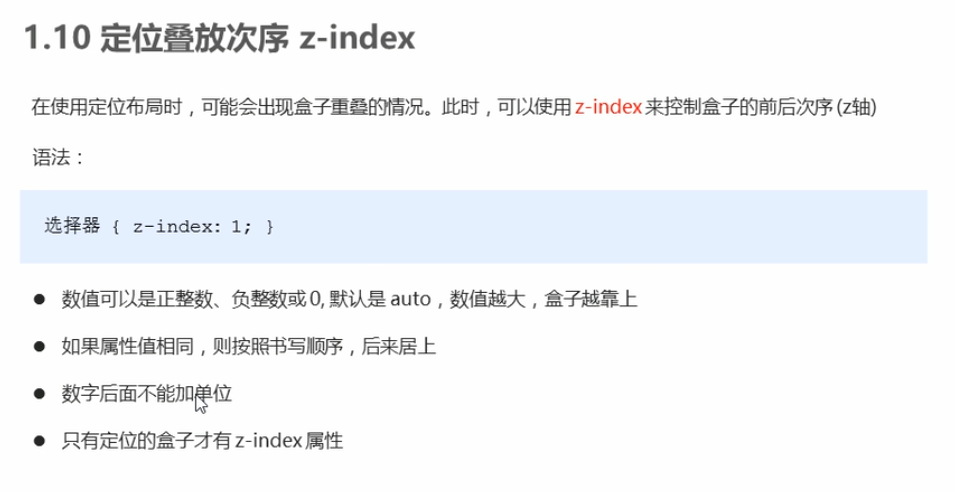 1.10 定位叠放次序 z-index
在使用定位布局时，可能会出现盒子重叠的情况。此时，可以使用 z-index 来控制盒子的前后次序 (z轴)
语法：
选择器 { z-index: 1; }
● 数值可以是正整数、负整数或 0, 默认是 auto，数值越大，盒子越靠上
● 如果属性值相同，则按照书写顺序，后来居上
● 数字后面不能加单位
● 只有定位的盒子才有 z-index 属性